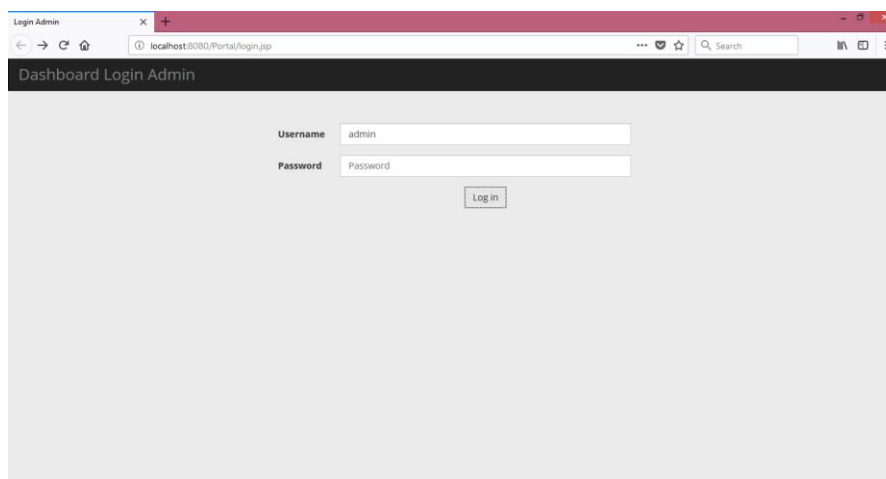 Login Admin
localhost:8080/Portal/login.jsp
Search
Dashboard Login Admin
Username admin
Password Password
Log in